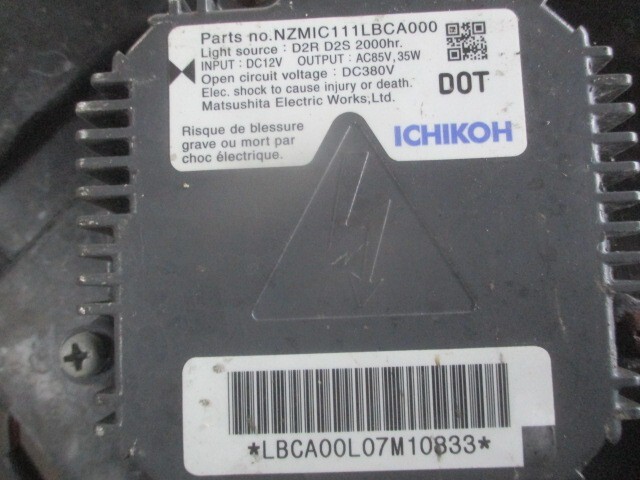 Parts no.NZMIC111LBCA000
Light source : D2R D2S 2000hr.
INPUT : DC12V OUTPUT : AC85V,35W
Open circuit voltage : DC380V
Elec. shock to cause injury or death.
Matsushita Electric Works,Ltd.
DOT
Risque de blessure
grave ou mort par
choc électrique.
ICHIKOH
*LBCA00L07M10833*